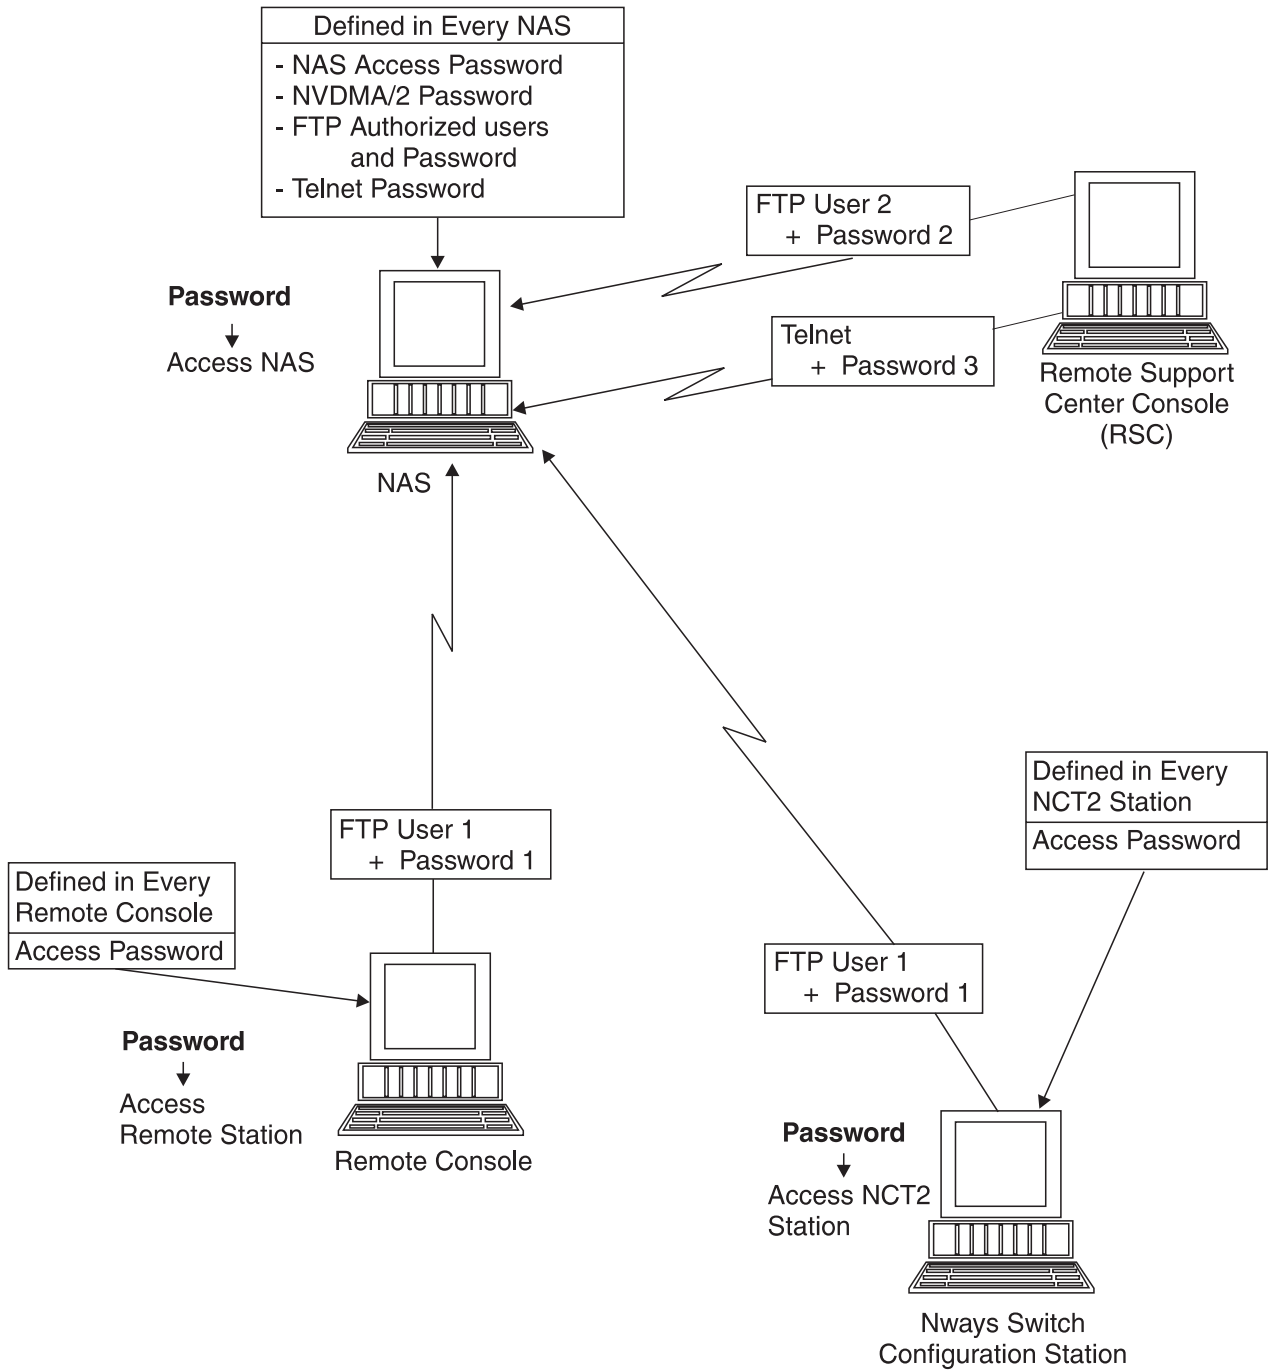 Defined in Every NAS
- NAS Access Password
- NVDMA/2 Password
- FTP Authorized users
and Password
- Telnet Password
Password
Access NAS
NAS
FTP User 2
+ Password 2
Telnet
+ Password 3
Remote Support
Center Console
(RSC)
FTP User 1
+ Password 1
Defined in Every
Remote Console
Access Password
Password
Access
Remote Station
Remote Console
Defined in Every
NCT2 Station
Access Password
FTP User 1
+ Password 1
Password
Access NCT2
Station
Nways Switch
Configuration Station